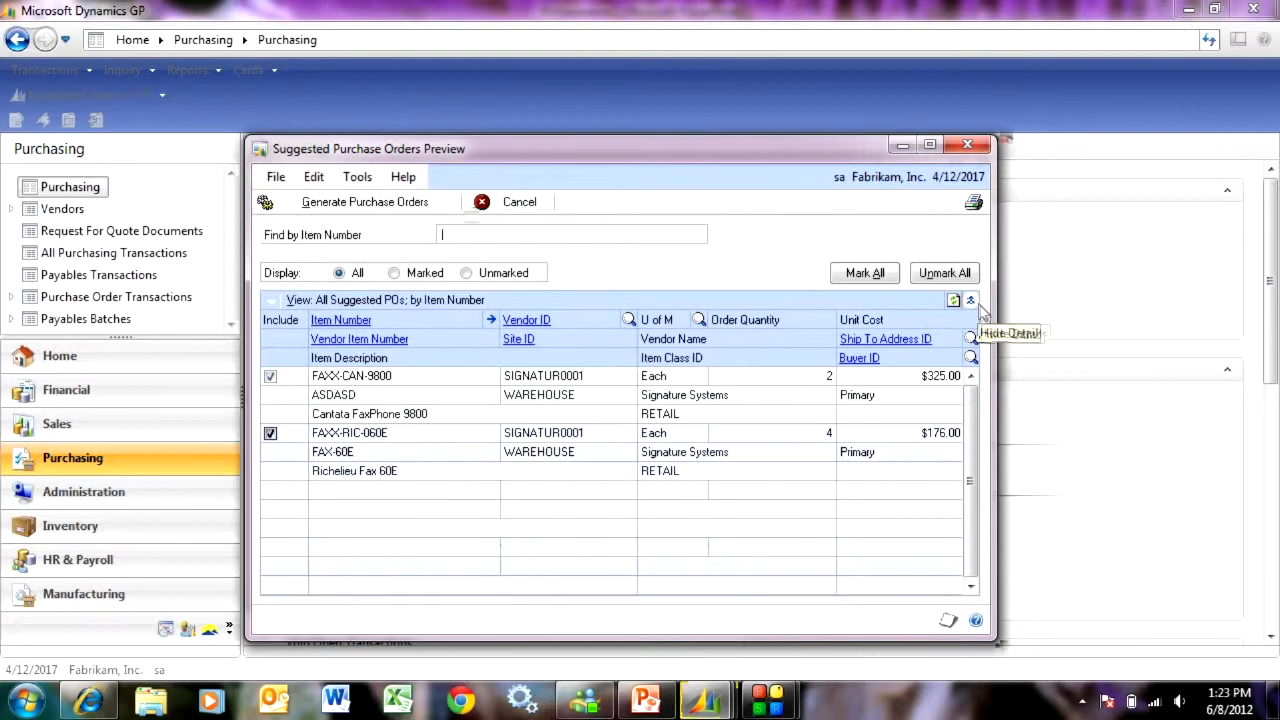 Microsoft Dynamics GP
Home Purchasing Purchasing
Transactions Inquiry Reports Cards
Purchasing
Purchasing
Vendors
Request For Quote Documents
All Purchasing Transactions
Payables Transactions
Purchase Order Transactions
Payables Batches
Home
Financial
Sales
Purchasing
Administration
Inventory
HR & Payroll
Manufacturing
Suggested Purchase Orders Preview
File Edit Tools Help
sa Fabrikam, Inc. 4/12/2017
Generate Purchase Orders Cancel
Find by Item Number
Display: All Marked Unmarked Mark All Unmark All
View: All Suggested POs; by Item Number
Include Item Number Vendor ID U of M Order Quantity Unit Cost
Vendor Item Number Site ID Vendor Name Ship To Address ID
Item Description Item Class ID Buyer ID
Hide Detail
FAXX-CAN-9800 SIGNATUR0001 Each 2 $325.00
ASDASD WAREHOUSE Signature Systems Primary
Cantata FaxPhone 9800 RETAIL
FAXX-RIC-060E SIGNATUR0001 Each 4 $176.00
FAX-60E WAREHOUSE Signature Systems Primary
Richelieu Fax 60E RETAIL
4/12/2017 Fabrikam, Inc. sa
1:23 PM
6/8/2012